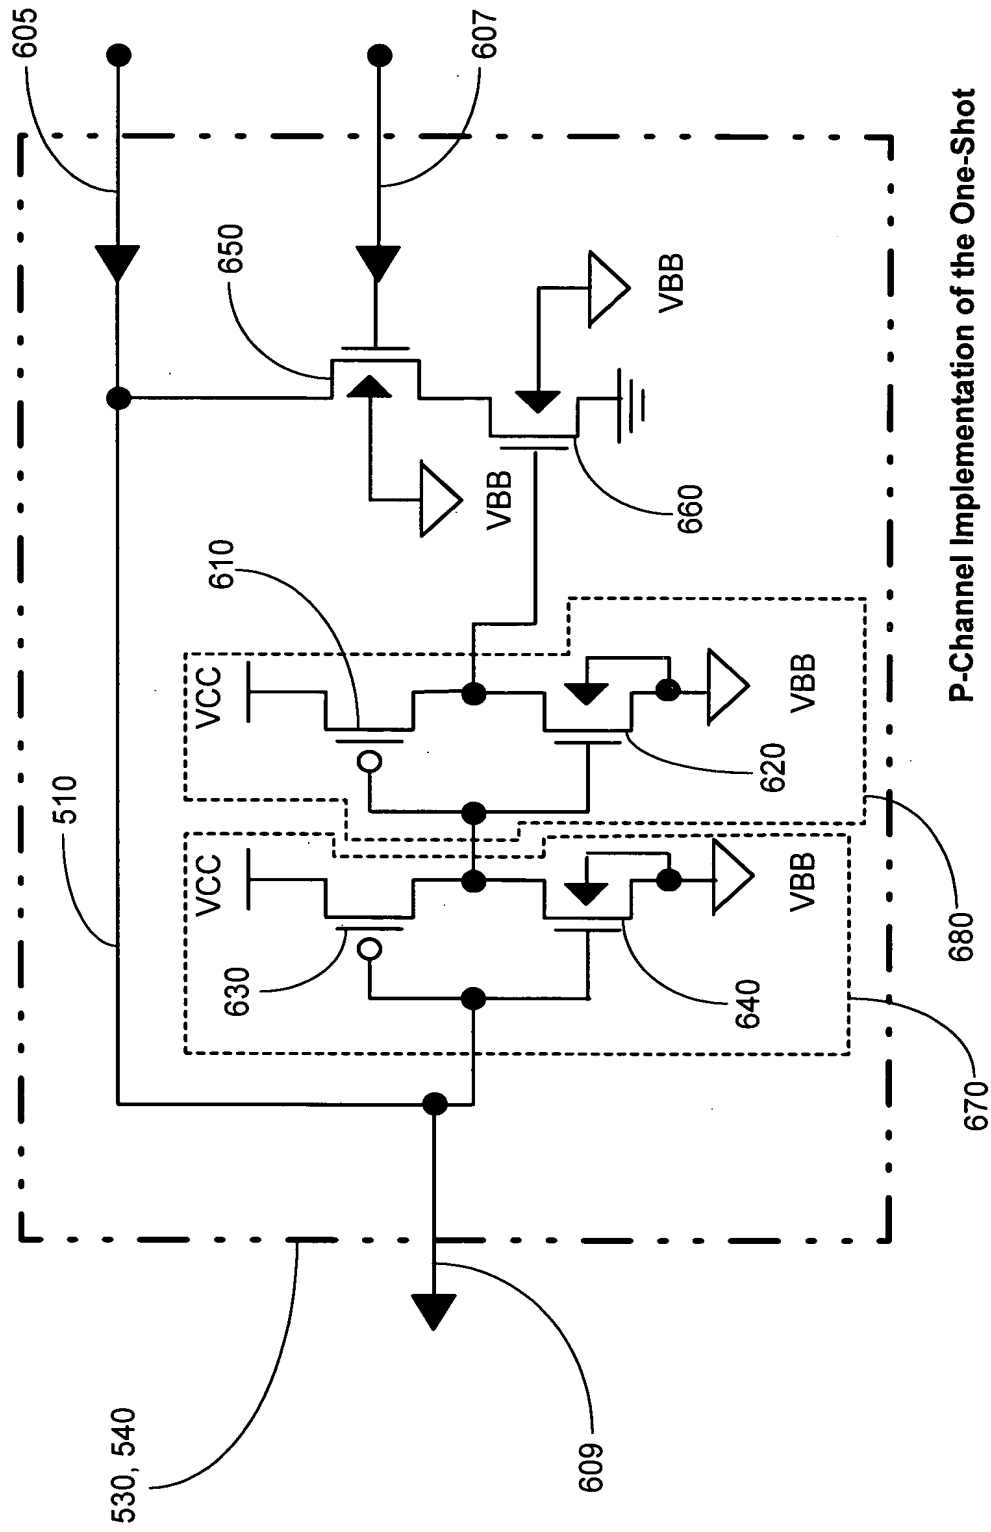 605
607
650
VBB
VBB
660
610
VCC
VBB
620
510
VCC
VBB
630
640
680
670
530, 540
609
P-Channel Implementation of the One-Shot